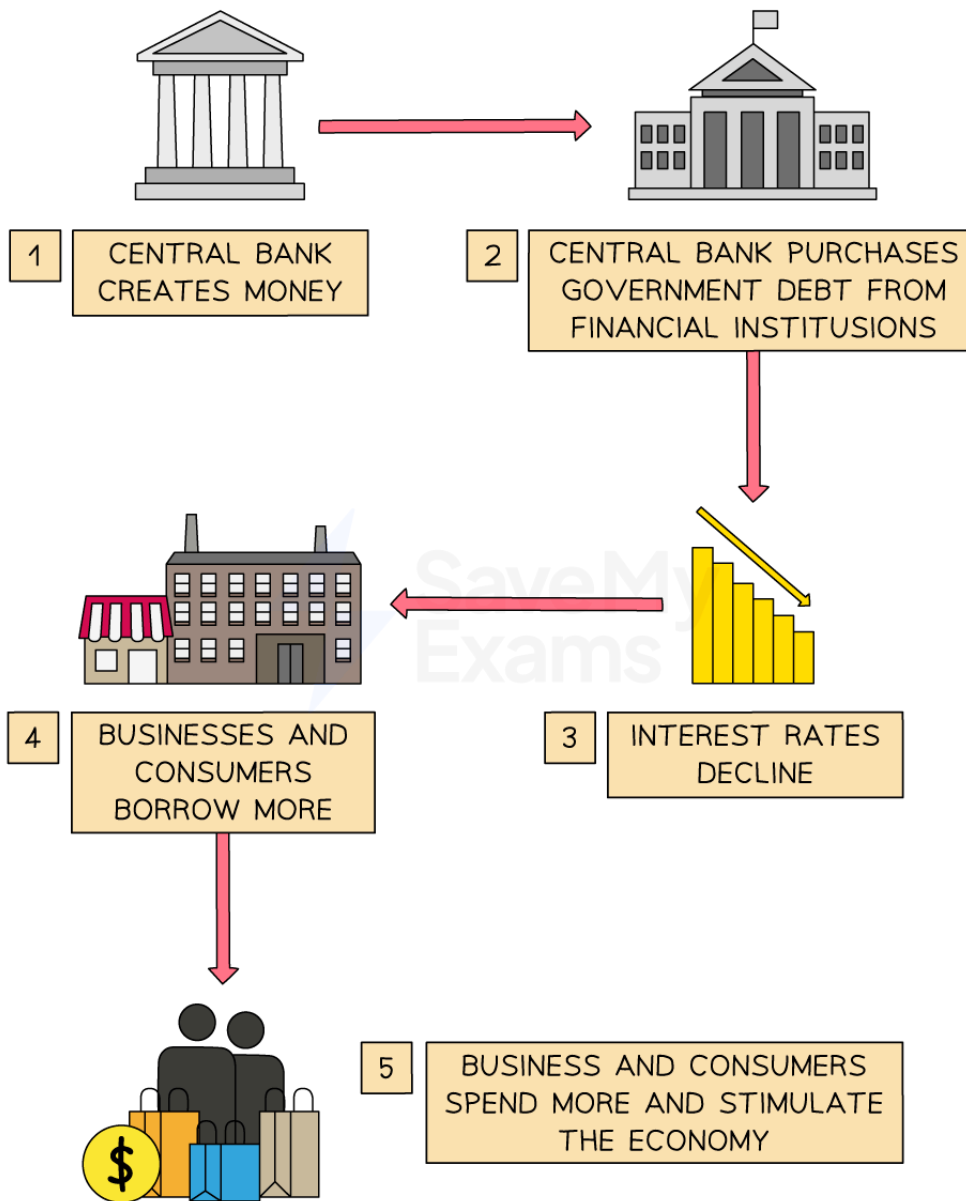 1
CENTRAL BANK
CREATES MONEY
2
CENTRAL BANK PURCHASES
GOVERNMENT DEBT FROM
FINANCIAL INSTITUSIONS
SaveMy
Exams
4
BUSINESSES AND
CONSUMERS
BORROW MORE
3
INTEREST RATES
DECLINE
$
5
BUSINESS AND CONSUMERS
SPEND MORE AND STIMULATE
THE ECONOMY